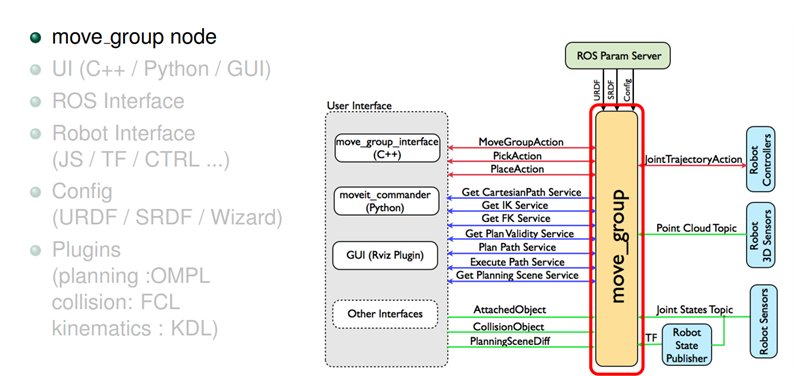 move_group node
UI (C++ / Python / GUI)
ROS Interface
Robot Interface
(JS / TF / CTRL ...)
Config
(URDF / SRDF / Wizard)
Plugins
(planning :OMPL
collision: FCL
kinematics : KDL)
ROS Param Server
URDF
SRDF
Config
User Interface
move_group_interface
(C++)
moveit_commander
(Python)
GUI (Rviz Plugin)
Other Interfaces
MoveGroupAction
PickAction
PlaceAction
Get CartesianPath Service
Get IK Service
Get FK Service
Get Plan Validity Service
Plan Path Service
Execute Path Service
Get Planning Scene Service
AttachedObject
CollisionObject
PlanningSceneDiff
move_group
JointTrajectoryAction
Robot
Controllers
Point Cloud Topic
Robot
3D Sensors
Joint States Topic
TF
Robot
State
Publisher
Robot Sensors